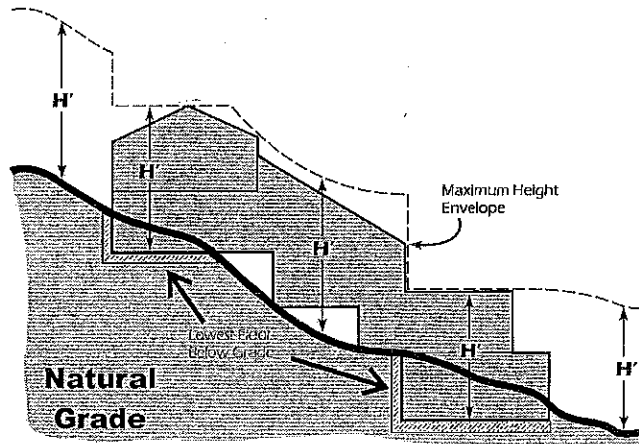 H'
H'
H'
Maximum Height
Envelope
Lowest Floor
Below Grade
H'
H'
Natural
Grade